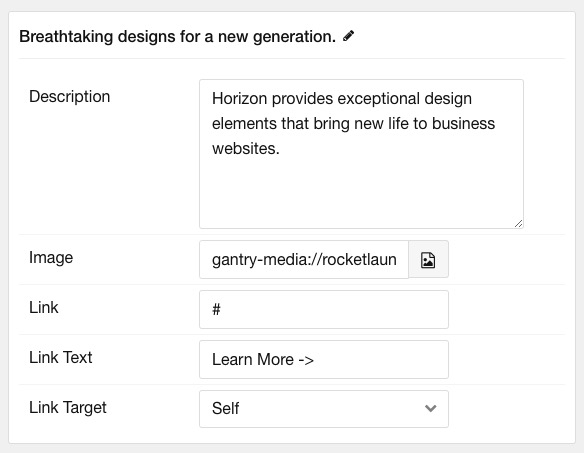 Breathtaking designs for a new generation.
Description
Horizon provides exceptional design
elements that bring new life to business
websites.
Image
gantry-media://rocketlaun
Link
#
Link Text
Learn More ->
Link Target
Self